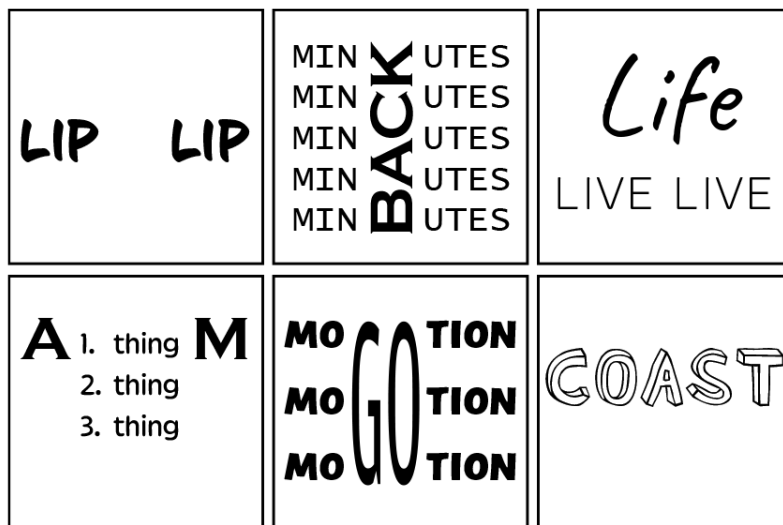 LIP LIP
MIN UTES
MIN UTES
MIN UTES
MIN UTES
MIN UTES
BACK
Life
LIVE LIVE
A 1. thing M
2. thing
3. thing
MO TION
MO GO TION
MO TION
COAST